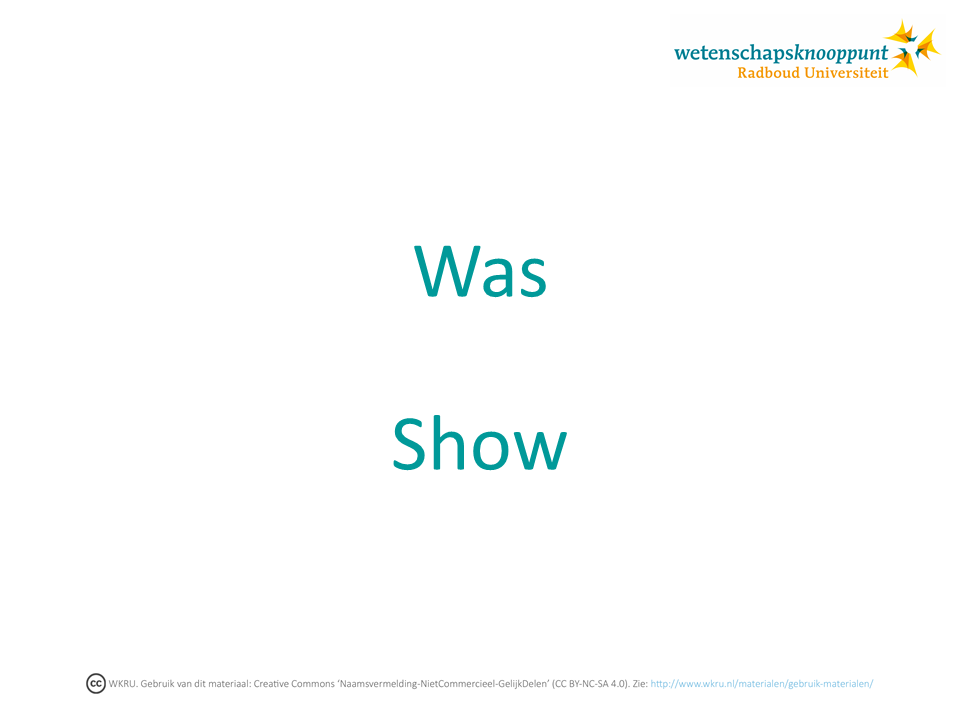 wetenschapsknooppunt
Radboud Universiteit
Was
Show
cc WKRU. Gebruik van dit materiaal: Creative Commons ‘Naamsvermelding-NietCommercieel-GelijkDelen’ (CC BY-NC-SA 4.0). Zie: http://www.wkru.nl/materialen/gebruik-materialen/